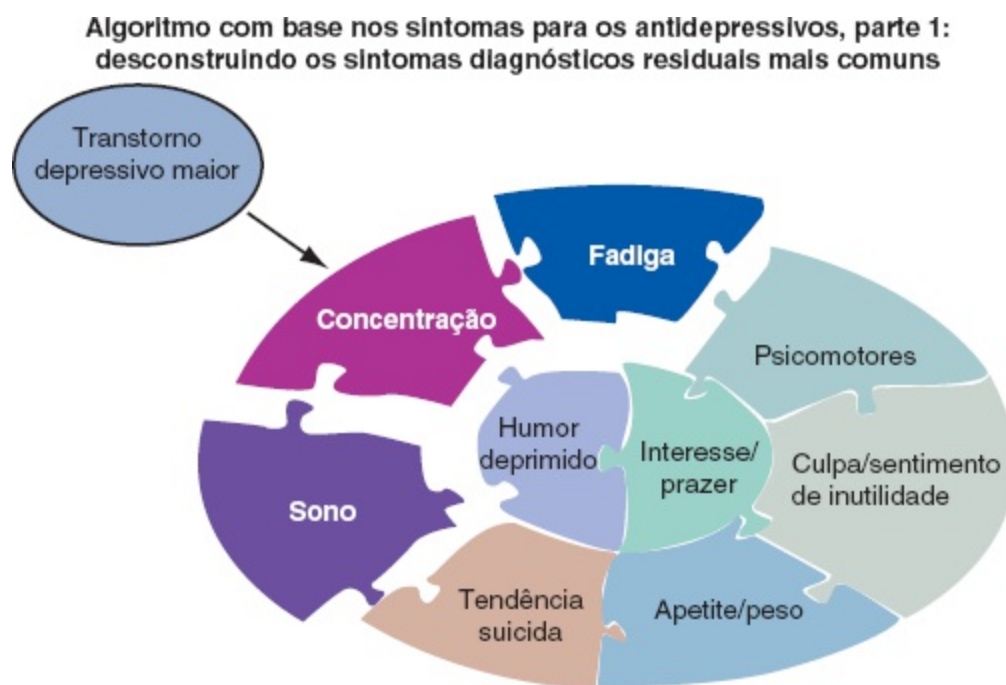 Algoritmo com base nos sintomas para os antidepressivos, parte 1:
desconstruindo os sintomas diagnósticos residuais mais comuns
Transtorno
depressivo maior
Fadiga
Concentração
Psicomotores
Humor
deprimido
Interesse/
prazer
Culpa/sentimento
de inutilidade
Sono
Tendência
suicida
Apetite/peso